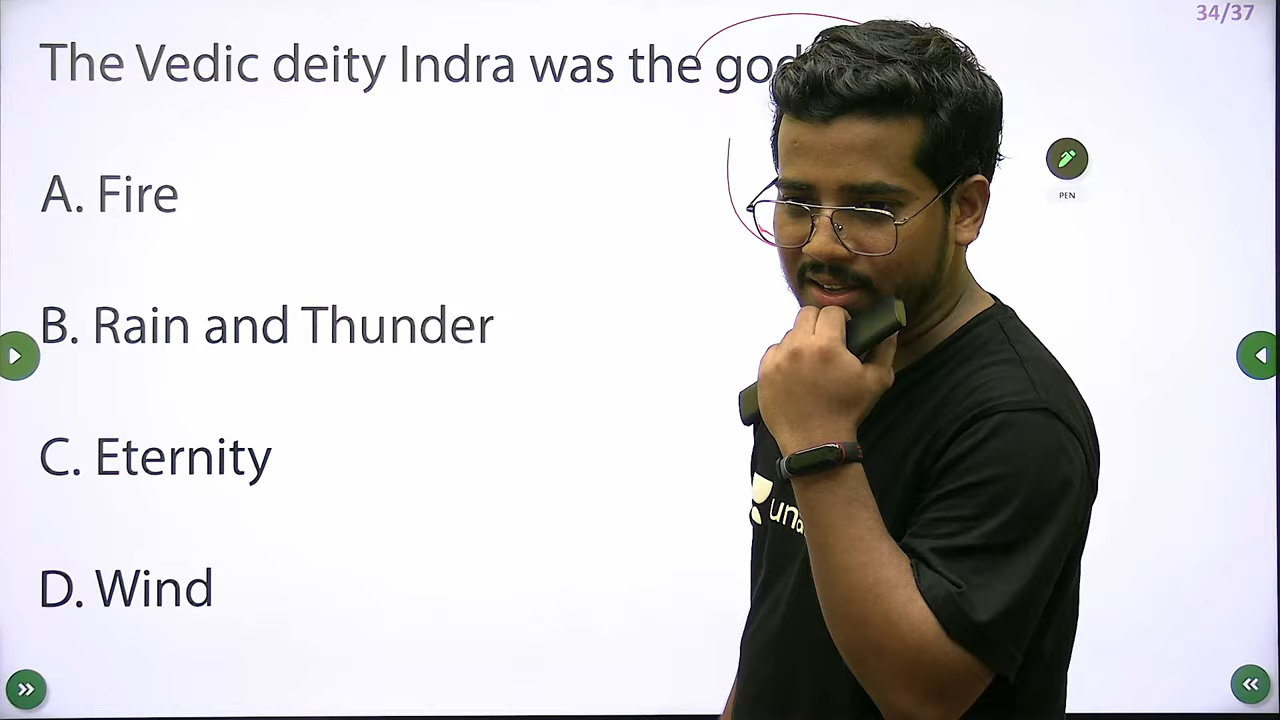 34/37
The Vedic deity Indra was the god
A. Fire
PEN
B. Rain and Thunder
C. Eternity
D. Wind